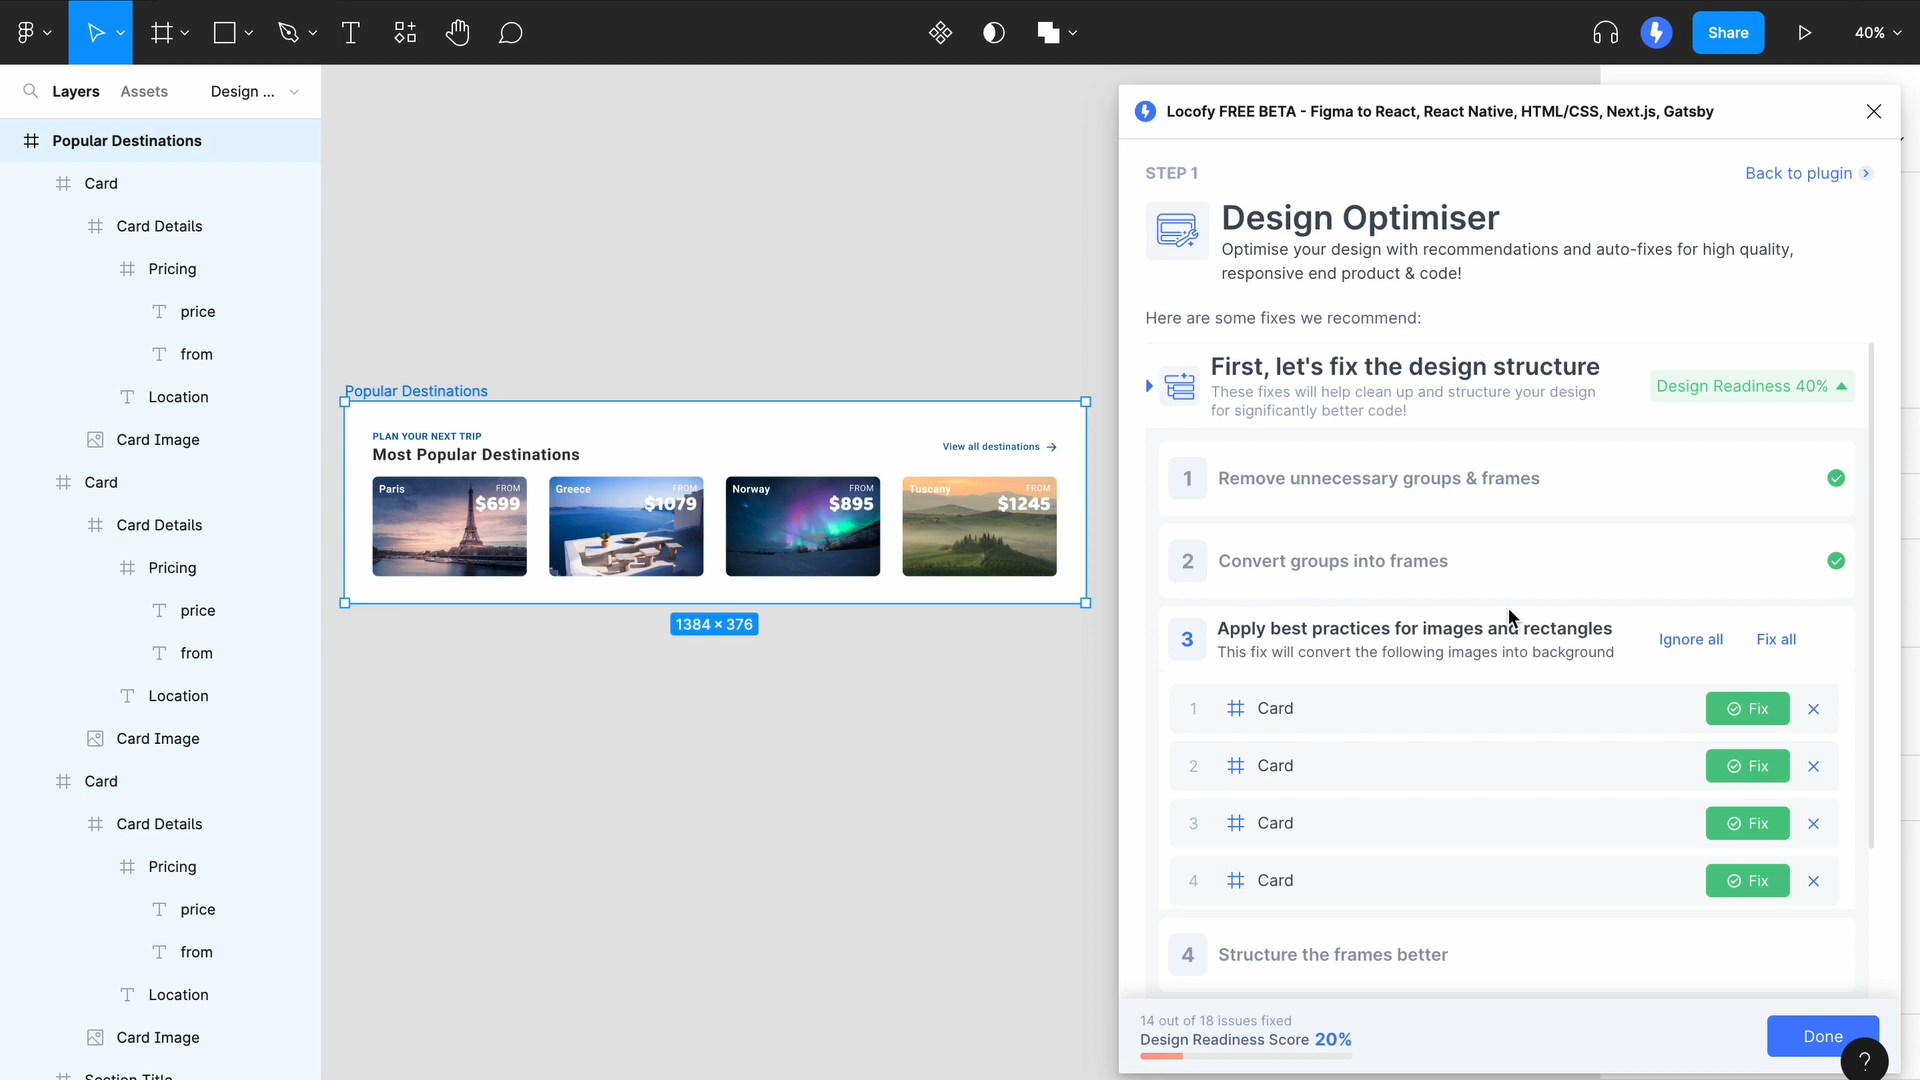 Share
40%
Layers
Assets
Design ...
Popular Destinations
Card
Card Details
Pricing
price
from
Location
Card Image
Card
Card Details
Pricing
price
from
Location
Card Image
Card
Card Details
Pricing
price
from
Location
Card Image
Section Title
Popular Destinations
PLAN YOUR NEXT TRIP
Most Popular Destinations
View all destinations
Paris
FROM
$699
Greece
FROM
$1079
Norway
FROM
$895
Tuscany
FROM
$1245
1384 × 376
Locofy FREE BETA - Figma to React, React Native, HTML/CSS, Next.js, Gatsby
STEP 1
Back to plugin
Design Optimiser
Optimise your design with recommendations and auto-fixes for high quality,
responsive end product & code!
Here are some fixes we recommend:
First, let's fix the design structure
These fixes will help clean up and structure your design
for significantly better code!
Design Readiness 40%
1 Remove unnecessary groups & frames
2 Convert groups into frames
3 Apply best practices for images and rectangles
This fix will convert the following images into background
Ignore all
Fix all
1 Card Fix
2 Card Fix
3 Card Fix
4 Card Fix
4 Structure the frames better
14 out of 18 issues fixed
Design Readiness Score 20%
Done
?